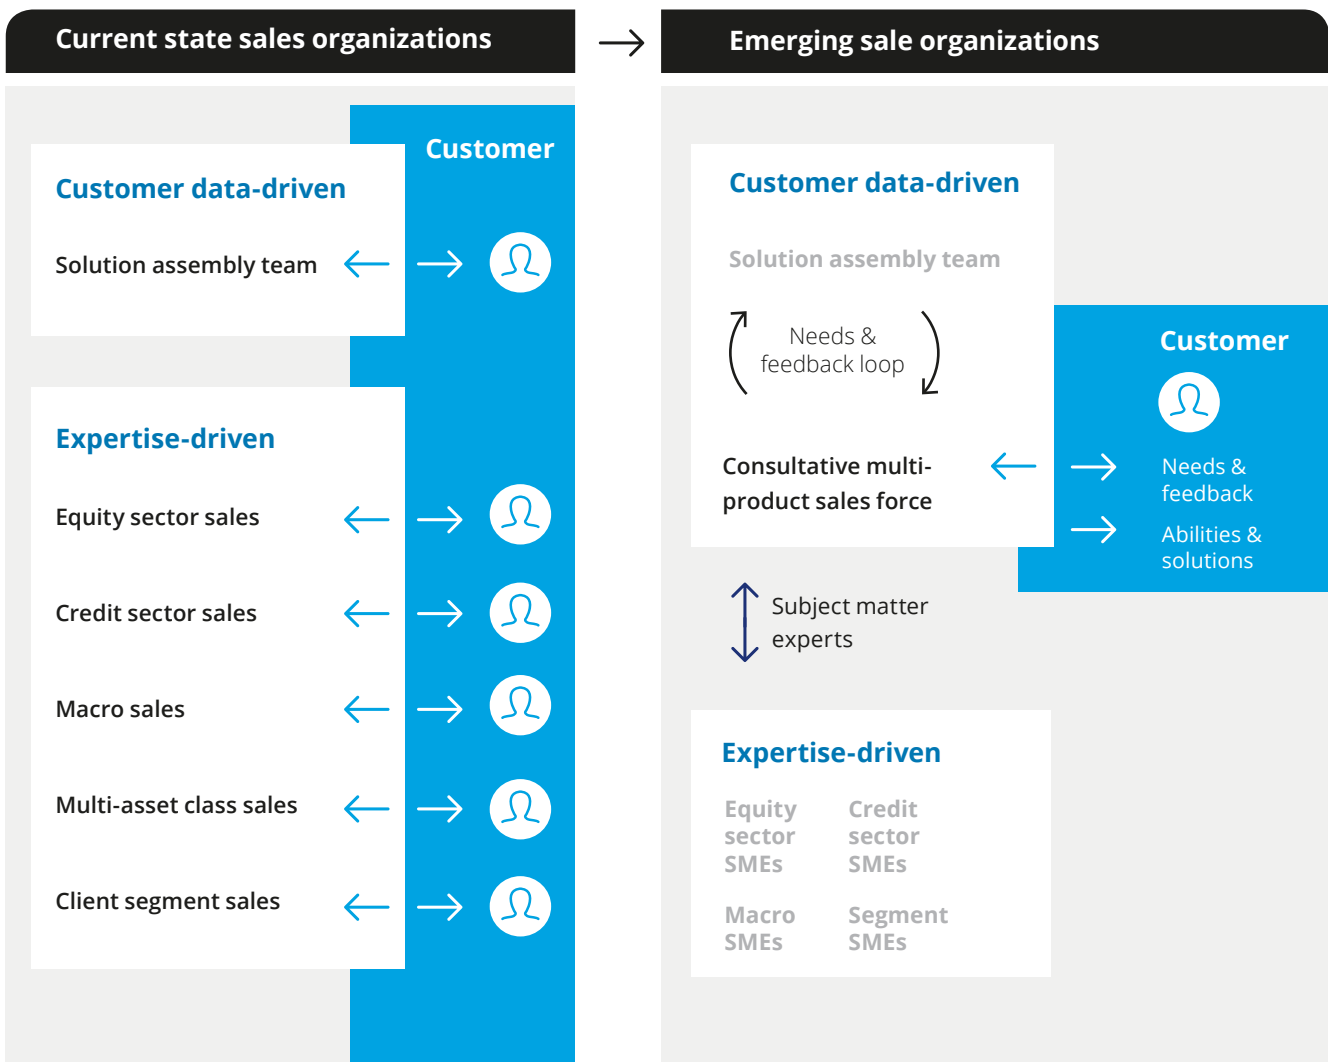 Current state sales organizations
Customer
Customer data-driven
Solution assembly team
Expertise-driven
Equity sector sales
Credit sector sales
Macro sales
Multi-asset class sales
Client segment sales
Emerging sale organizations
Customer data-driven
Solution assembly team
Needs &
feedback loop
Consultative multi-
product sales force
Customer
Needs &
feedback
Abilities &
solutions
Subject matter
experts
Expertise-driven
Equity
sector
SMEs
Credit
sector
SMEs
Macro
SMEs
Segment
SMEs